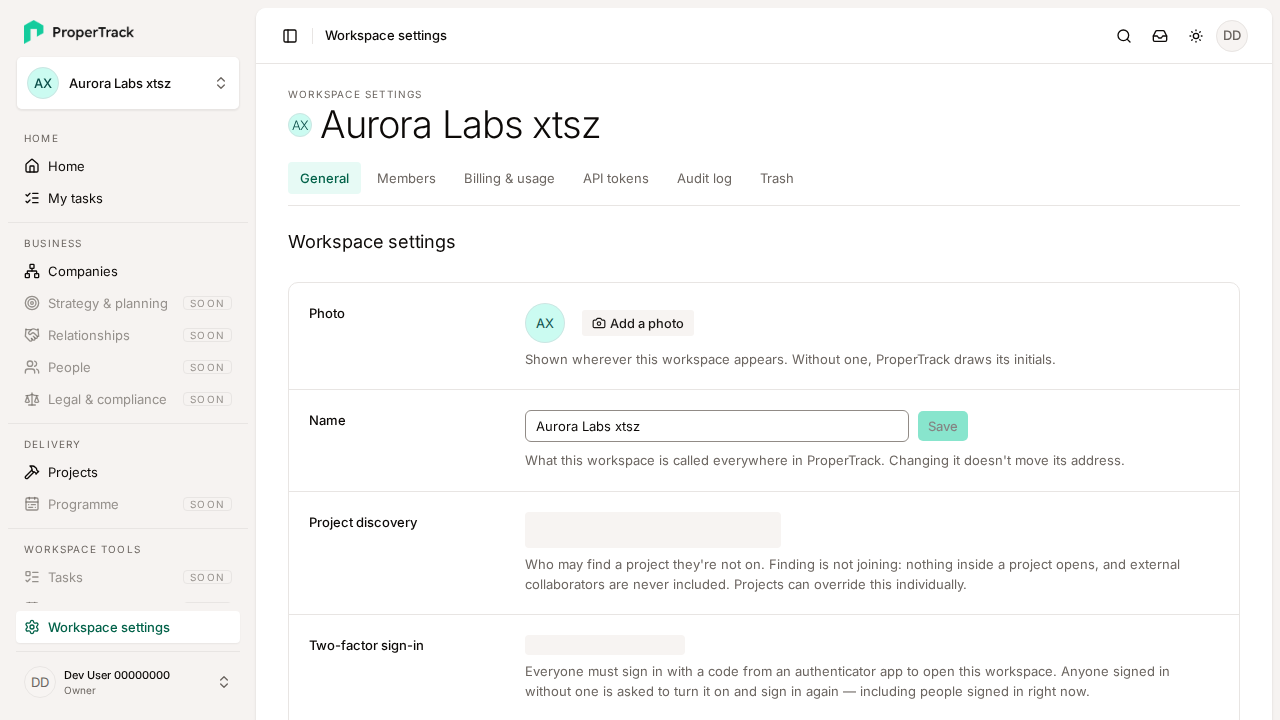 ProperTrack
AX
Aurora Labs xtsz
HOME
Home
My tasks
BUSINESS
Companies
Strategy & planning SOON
Relationships SOON
People SOON
Legal & compliance SOON
DELIVERY
Projects
Programme SOON
WORKSPACE TOOLS
Tasks SOON
Workspace settings
DD
Dev User 00000000
Owner
Workspace settings
DD
WORKSPACE SETTINGS
AX Aurora Labs xtsz
General Members Billing & usage API tokens Audit log Trash
Workspace settings
Photo
AX Add a photo
Shown wherever this workspace appears. Without one, ProperTrack draws its initials.
Name
Aurora Labs xtsz Save
What this workspace is called everywhere in ProperTrack. Changing it doesn't move its address.
Project discovery
Who may find a project they're not on. Finding is not joining: nothing inside a project opens, and external
collaborators are never included. Projects can override this individually.
Two-factor sign-in
Everyone must sign in with a code from an authenticator app to open this workspace. Anyone signed in
without one is asked to turn it on and sign in again — including people signed in right now.